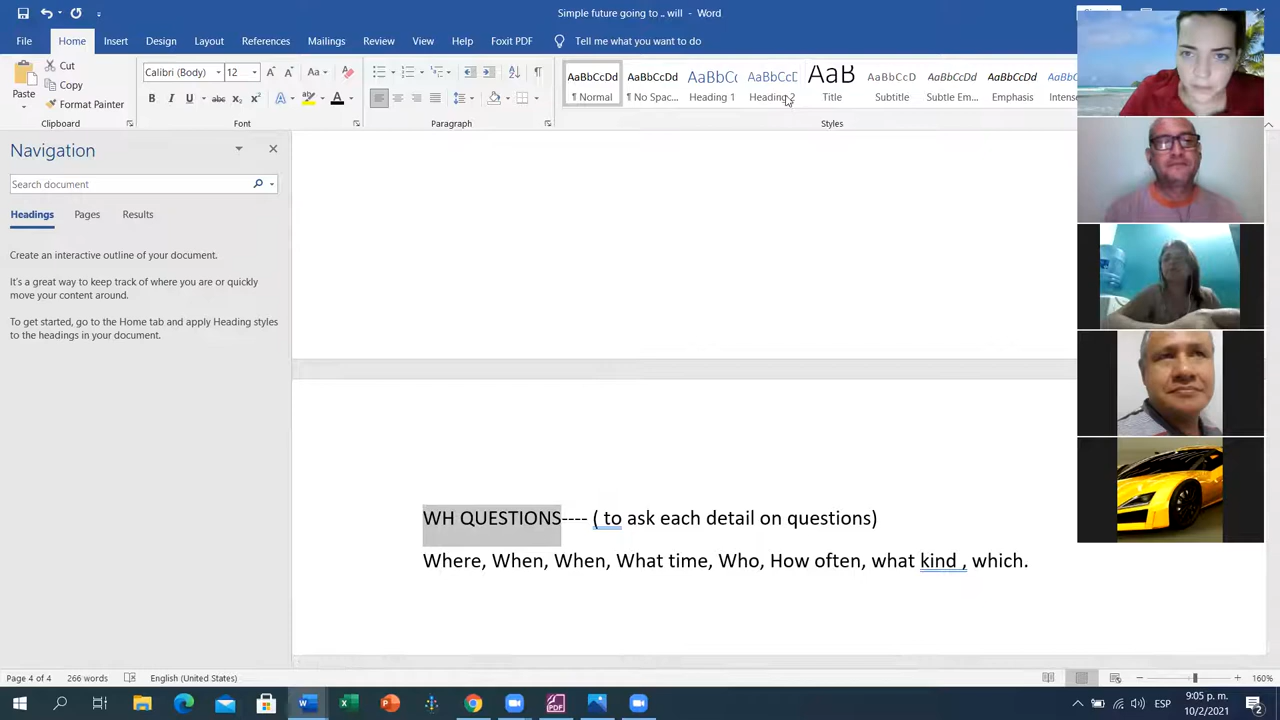 Simple future going to .. will - Word
File Home Insert Design Layout References Mailings Review View Help Foxit PDF Tell me what you want to do
Paste
Cut
Copy
Format Painter
Clipboard
Calibri (Body) 12
B I U
Font
Paragraph
AaBbCcDd AaBbCcDd AaBbCc AaBbCcE AaB AaBbCcD AaBbCcDd AaBbCcDd AaBbCc
¶ Normal ¶ No Spac... Heading 1 Heading 2 Title Subtitle Subtle Em... Emphasis Intense
Styles
Navigation
Search document
Headings Pages Results
Create an interactive outline of your document.
It's a great way to keep track of where you are or quickly
move your content around.
To get started, go to the Home tab and apply Heading styles
to the headings in your document.
WH QUESTIONS---- ( to ask each detail on questions)
Where, When, When, What time, Who, How often, what kind , which.
Page 4 of 4 266 words English (United States) 160%
ESP
9:05 p. m.
10/2/2021
2